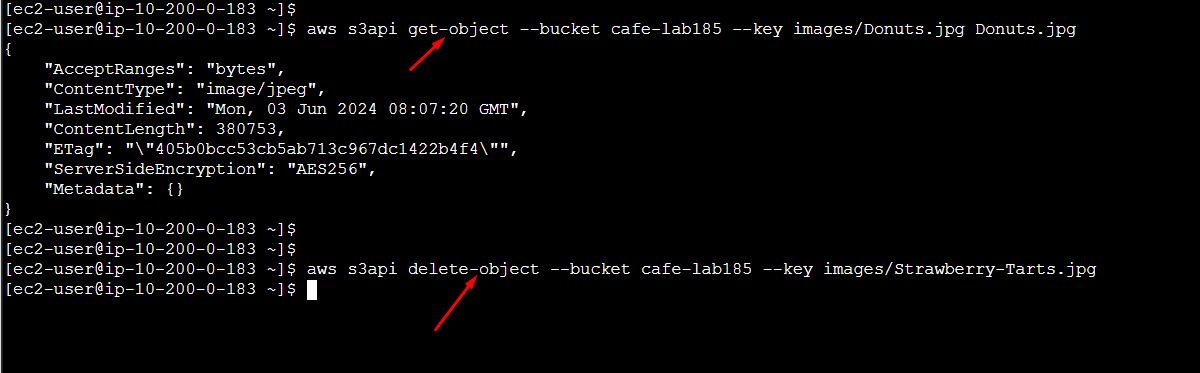 [ec2-user@ip-10-200-0-183 ~]$
[ec2-user@ip-10-200-0-183 ~]$ aws s3api get-object --bucket cafe-lab185 --key images/Donuts.jpg Donuts.jpg
{
    "AcceptRanges": "bytes",
    "ContentType": "image/jpeg",
    "LastModified": "Mon, 03 Jun 2024 08:07:20 GMT",
    "ContentLength": 380753,
    "ETag": "\"405b0bcc53cb5ab713c967dc1422b4f4\"",
    "ServerSideEncryption": "AES256",
    "Metadata": {}
}
[ec2-user@ip-10-200-0-183 ~]$
[ec2-user@ip-10-200-0-183 ~]$
[ec2-user@ip-10-200-0-183 ~]$ aws s3api delete-object --bucket cafe-lab185 --key images/Strawberry-Tarts.jpg
[ec2-user@ip-10-200-0-183 ~]$